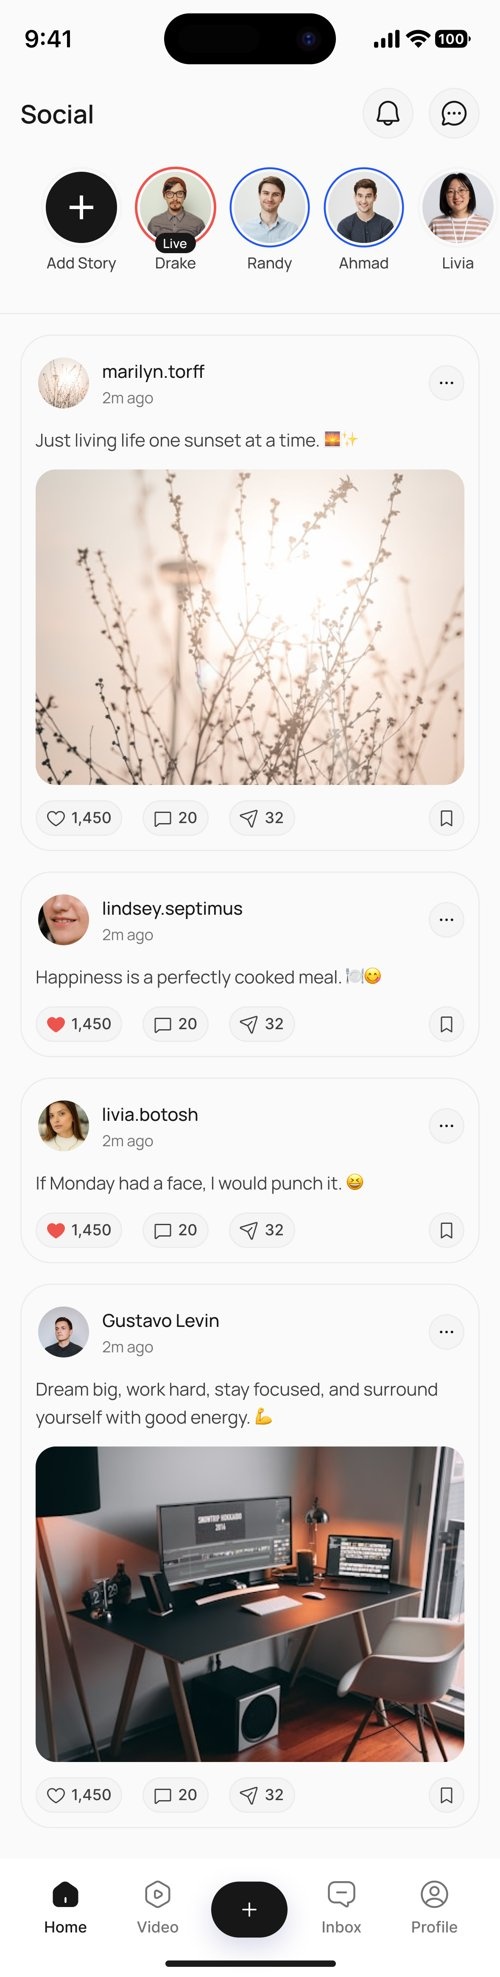 9:41
100
Social
Live
Add Story
Drake
Randy
Ahmad
Livia
marilyn.torff
2m ago
Just living life one sunset at a time. 🌅✨
1,450
20
32
lindsey.septimus
2m ago
Happiness is a perfectly cooked meal. 🍽️😋
1,450
20
32
livia.botosh
2m ago
If Monday had a face, I would punch it. 😆
1,450
20
32
Gustavo Levin
2m ago
Dream big, work hard, stay focused, and surround
yourself with good energy. 💪
SNOWTRIP HOKKAIDO
2014
29
1,450
20
32
Home
Video
Inbox
Profile